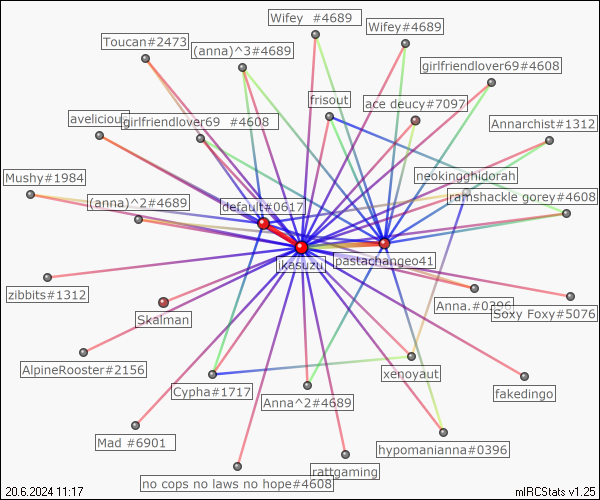 Wifey #4689
Wifey#4689
Toucan#2473
(anna)^3#4689
girlfriendlover69#4608
frisout
ace deucy#7097
avelicious
girlfriendlover69 #4608
Annarchist#1312
Mushy#1984
neokingghidorah
(anna)^2#4689
default#0617
ramshackle gorey#4608
ikasuzu
pastachangeo41
zibbits#1312
Anna.#0396
Soxy Foxy#5076
Skalman
AlpineRooster#2156
xenoyaut
Cypha#1717
Anna^2#4689
fakedingo
Mad #6901
hypomanianna#0396
rattgaming
no cops no laws no hope#4608
20.6.2024 11:17
mIRCStats v1.25